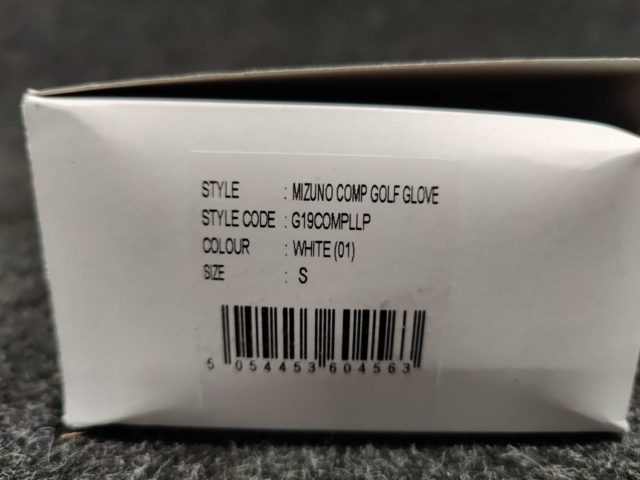 STYLE : MIZUNO COMP GOLF GLOVE
STYLE CODE : G19COMPLLP
COLOUR : WHITE (01)
SIZE : S
5 054453 604563